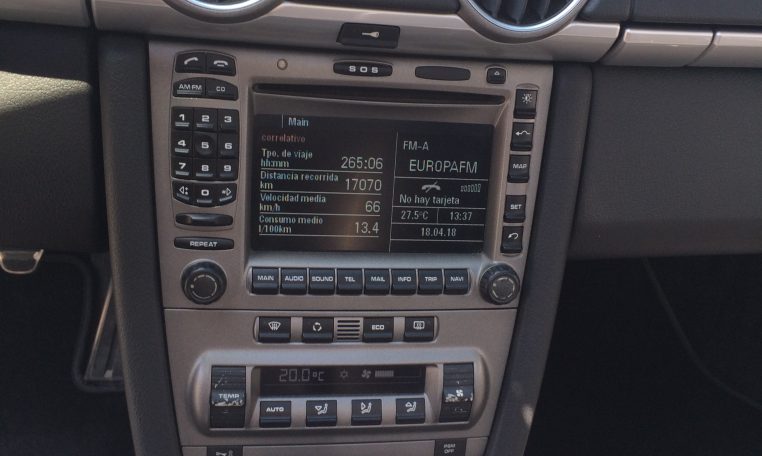 SOS
AM FM CD
1 2 3
4 5 6
7 8 9
0
REPEAT
Main
correlativo
Tpo. de viaje
hh:mm 265:06
Distancia recorrida
km 17070
Velocidad media
km/h 66
Consumo medio
l/100km 13.4
FM-A
EUROPAFM
No hay tarjeta
27.5°C 13:37
18.04.18
MAP
SET
MAIN AUDIO SOUND TEL MAIL INFO TRIP NAVI
ECO
20.0°C
TEMP
AUTO
PSM
OFF